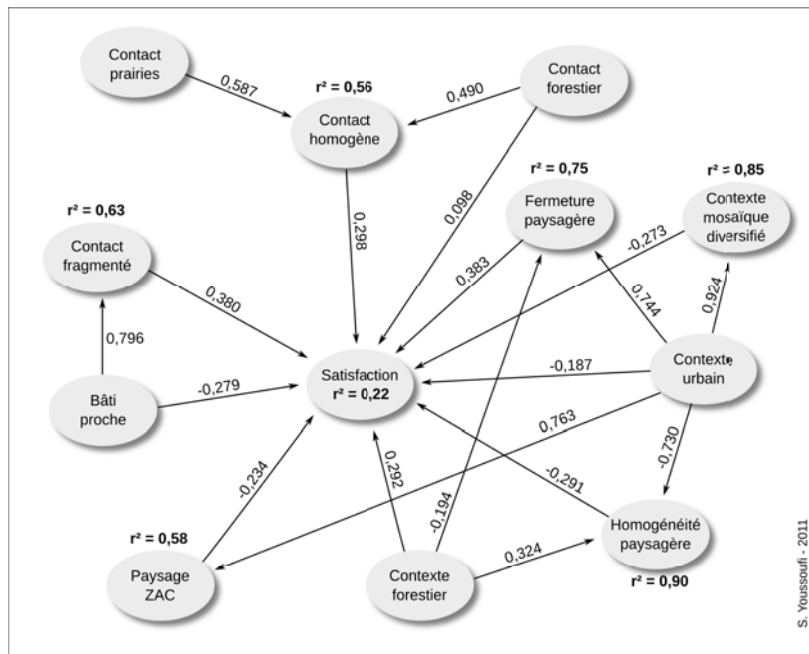 Contact
prairies
0,587
r² = 0,56
Contact
homogène
0,490
Contact
forestier
r² = 0,63
Contact
fragmenté
0,298
0,098
r² = 0,75
Fermeture
paysagère
r² = 0,85
Contexte
mosaïque
diversifié
-0,273
0,383
0,380
0,744
0,924
0,796
Bâti
proche
-0,279
Satisfaction
r² = 0,22
-0,187
Contexte
urbain
0,763
-0,730
-0,234
0,292
-0,194
-0,291
r² = 0,58
Paysage
ZAC
Contexte
forestier
0,324
Homogénéité
paysagère
r² = 0,90
S. Youssoufi - 2011